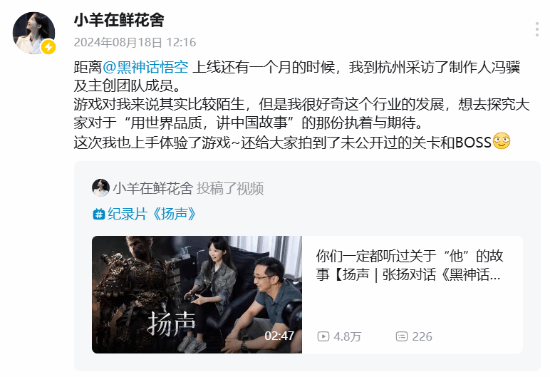 小羊在鲜花舍
2024年08月18日 12:16
距离@黑神话悟空 上线还有一个月的时候，我到杭州采访了制作人冯骥
及主创团队成员。
游戏对我来说其实比较陌生，但是我很好奇这个行业的发展，想去探究大
家对于“用世界品质，讲中国故事”的那份执着与期待。
这次我也上手体验了游戏~还给大家拍到了未公开过的关卡和BOSS
小羊在鲜花舍 投稿了视频
纪录片《扬声》
你们一定都听过关于“他”的故
事【扬声 | 张扬对话《黑神话...
扬声
02:47
4.8万
226